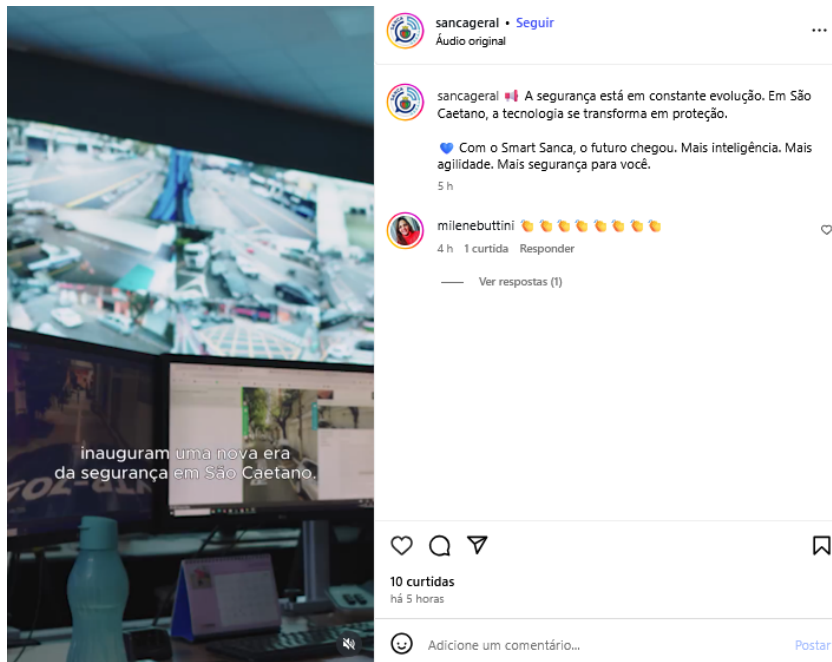 sancageral • Seguir
Áudio original
sancageral 📢 A segurança está em constante evolução. Em São
Caetano, a tecnologia se transforma em proteção.
💙 Com o Smart Sanca, o futuro chegou. Mais inteligência. Mais
agilidade. Mais segurança para você.
5 h
milenebuttini 👏👏👏👏👏👏👏👏
4 h 1 curtida Responder
Ver respostas (1)
inauguram uma nova era
da segurança em São Caetano.
10 curtidas
há 5 horas
Adicione um comentário...
Postar